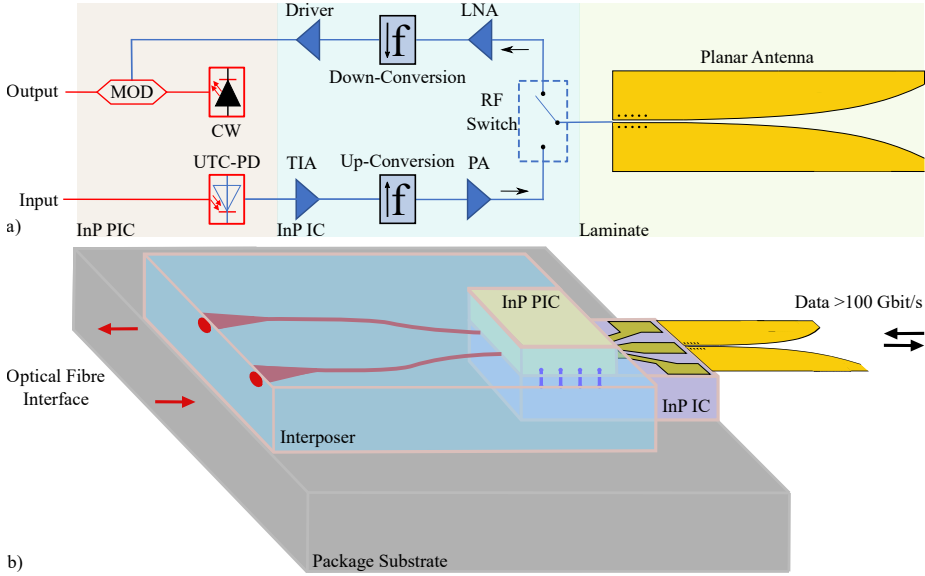 Driver
LNA
f
Down-Conversion
Planar Antenna
Output
MOD
CW
RF
Switch
UTC-PD
TIA
Up-Conversion
PA
Input
f
a)
InP PIC
InP IC
Laminate
InP PIC
Data >100 Gbit/s
Optical Fibre
Interface
InP IC
Interposer
Package Substrate
b)